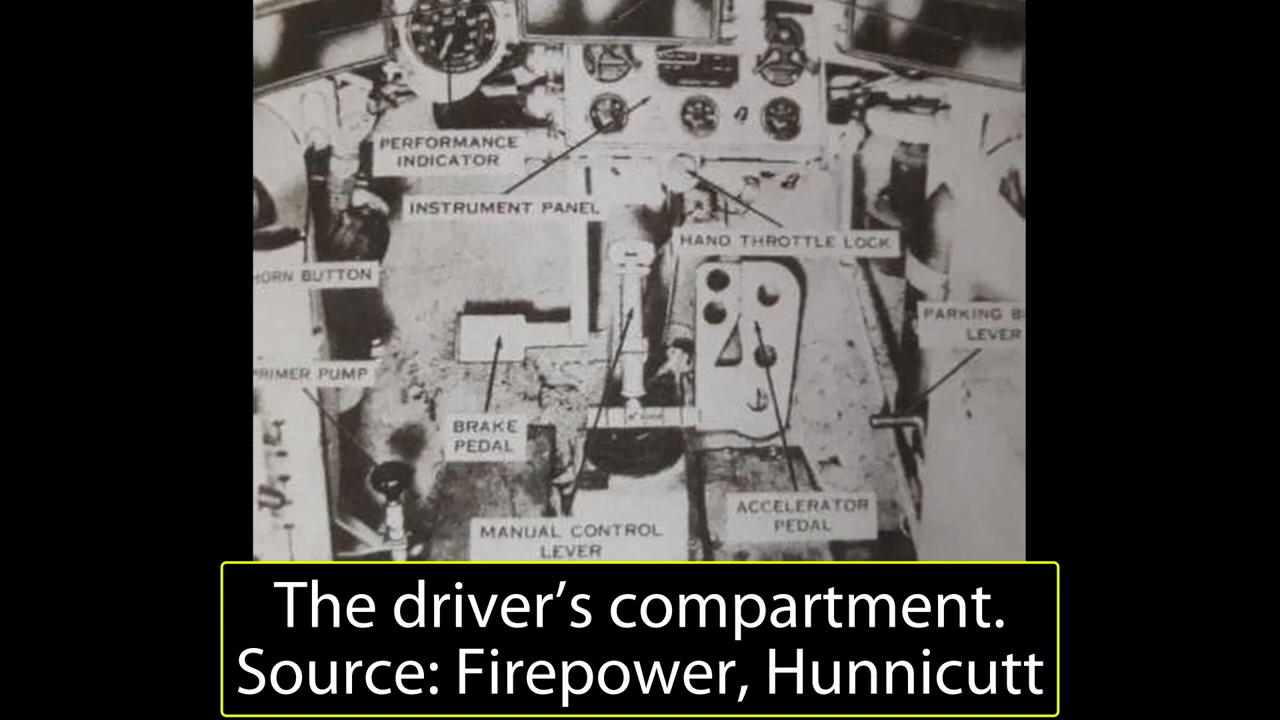 PERFORMANCE
INDICATOR
INSTRUMENT PANEL
HAND THROTTLE LOCK
HORN BUTTON
PARKING B
LEVER
PRIMER PUMP
BRAKE
PEDAL
ACCELERATOR
PEDAL
MANUAL CONTROL
LEVER
The driver’s compartment.
Source: Firepower, Hunnicutt